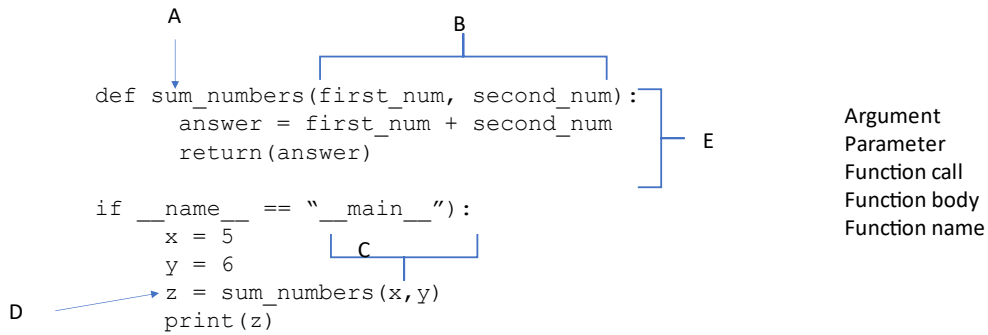 A
B
def sum_numbers(first_num, second_num):
answer = first_num + second_num
return(answer)
E
if __name__ == “__main__”):
x = 5
C
y = 6
z = sum_numbers(x,y)
D
print(z)
Argument
Parameter
Function call
Function body
Function name